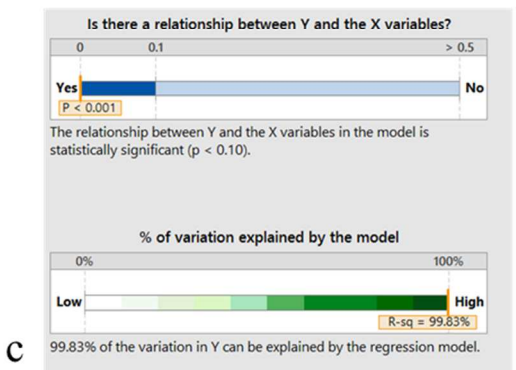 Is there a relationship between Y and the X variables?
0 0.1 > 0.5
Yes No
P < 0.001
The relationship between Y and the X variables in the model is
statistically significant (p < 0.10).
% of variation explained by the model
0% 100%
Low High
R-sq = 99.83%
99.83% of the variation in Y can be explained by the regression model.
c